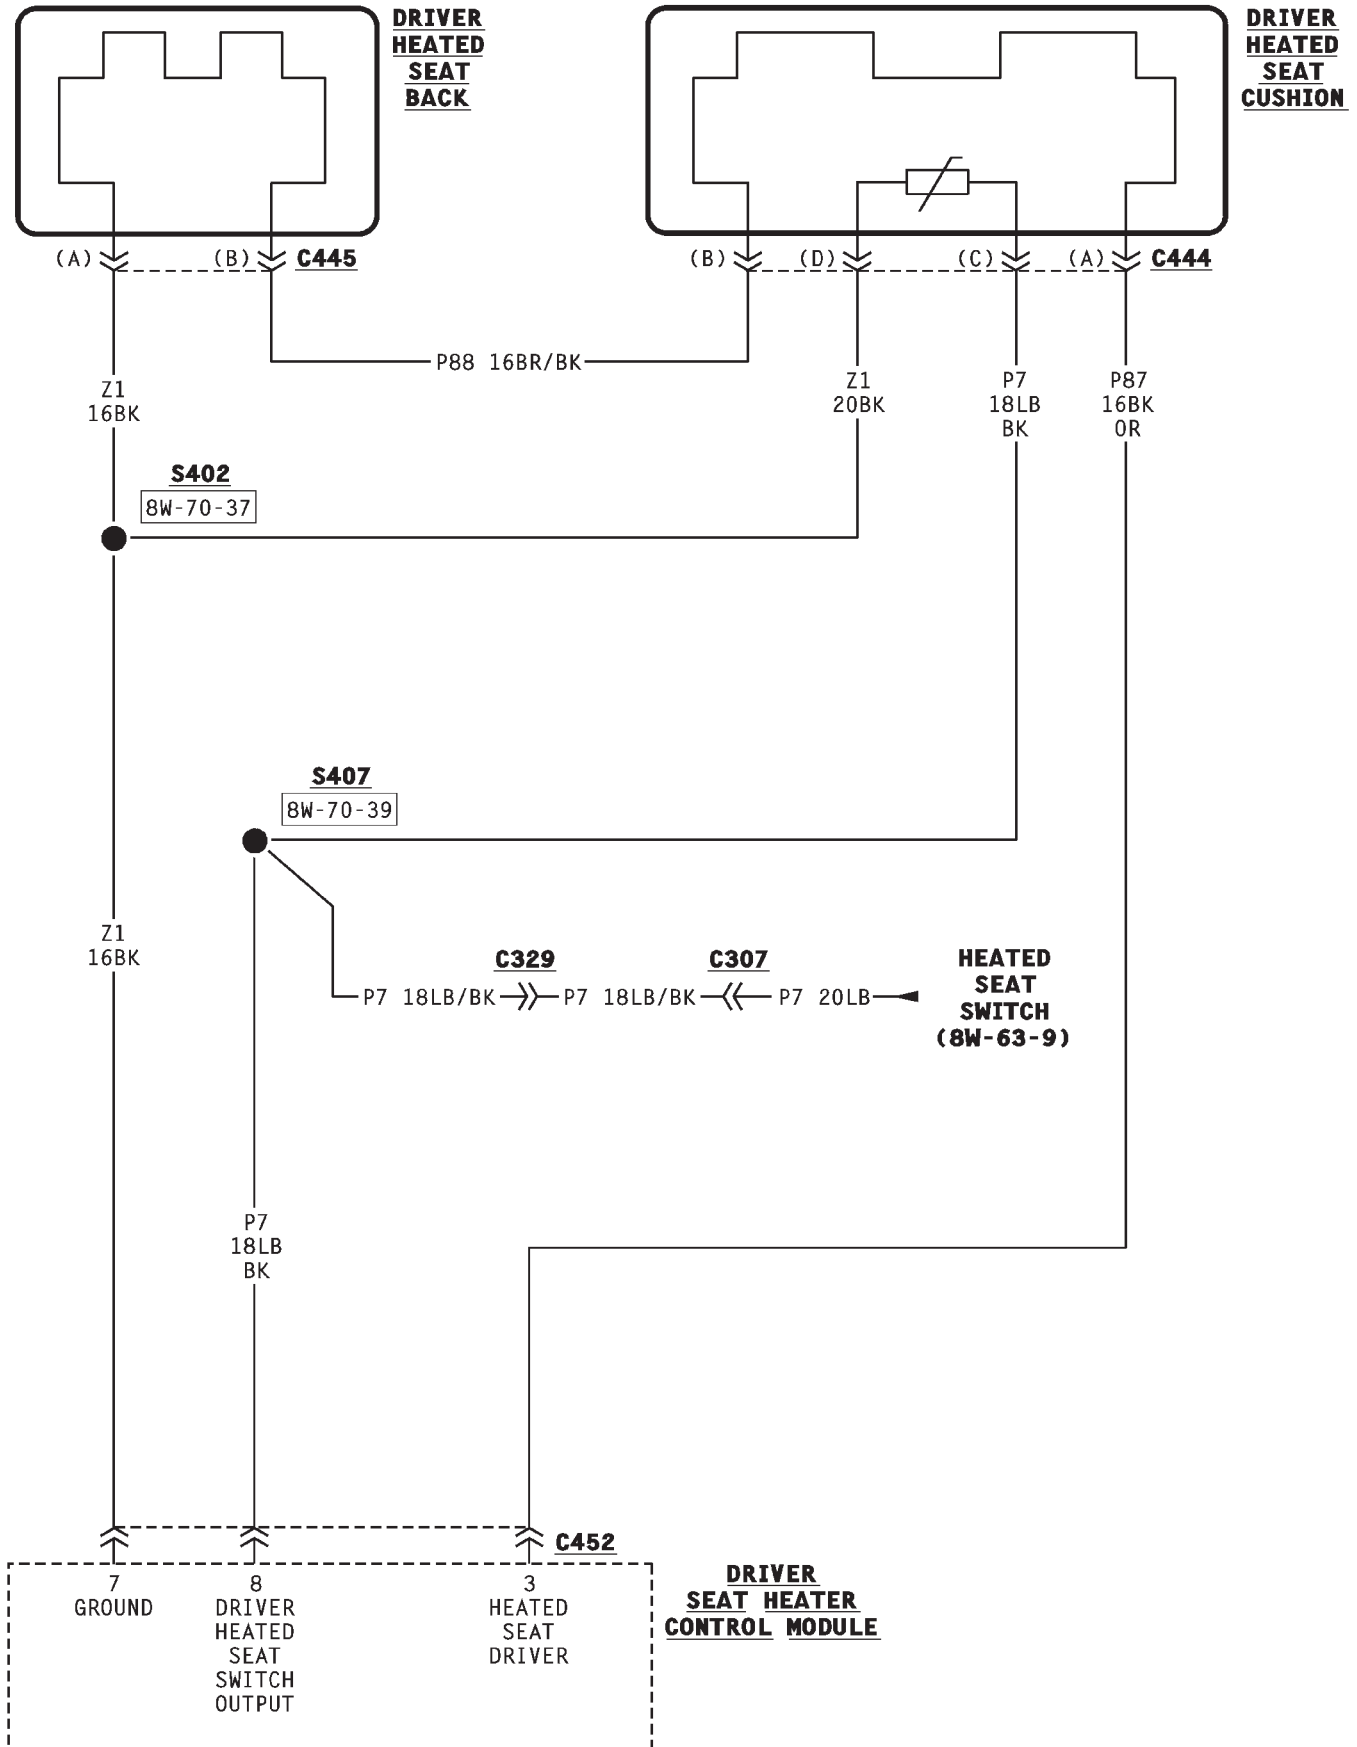 DRIVER
HEATED
SEAT
BACK
DRIVER
HEATED
SEAT
CUSHION
(A)
(B)
C445
(B)
(D)
(C)
(A)
C444
P88 16BR/BK
Z1
16BK
Z1
20BK
P7
18LB
BK
P87
16BK
OR
S402
8W-70-37
S407
8W-70-39
Z1
16BK
C329
C307
P7 18LB/BK
P7 18LB/BK
P7 20LB
HEATED
SEAT
SWITCH
(8W-63-9)
P7
18LB
BK
C452
7
GROUND
8
DRIVER
HEATED
SEAT
SWITCH
OUTPUT
3
HEATED
SEAT
DRIVER
DRIVER
SEAT HEATER
CONTROL MODULE